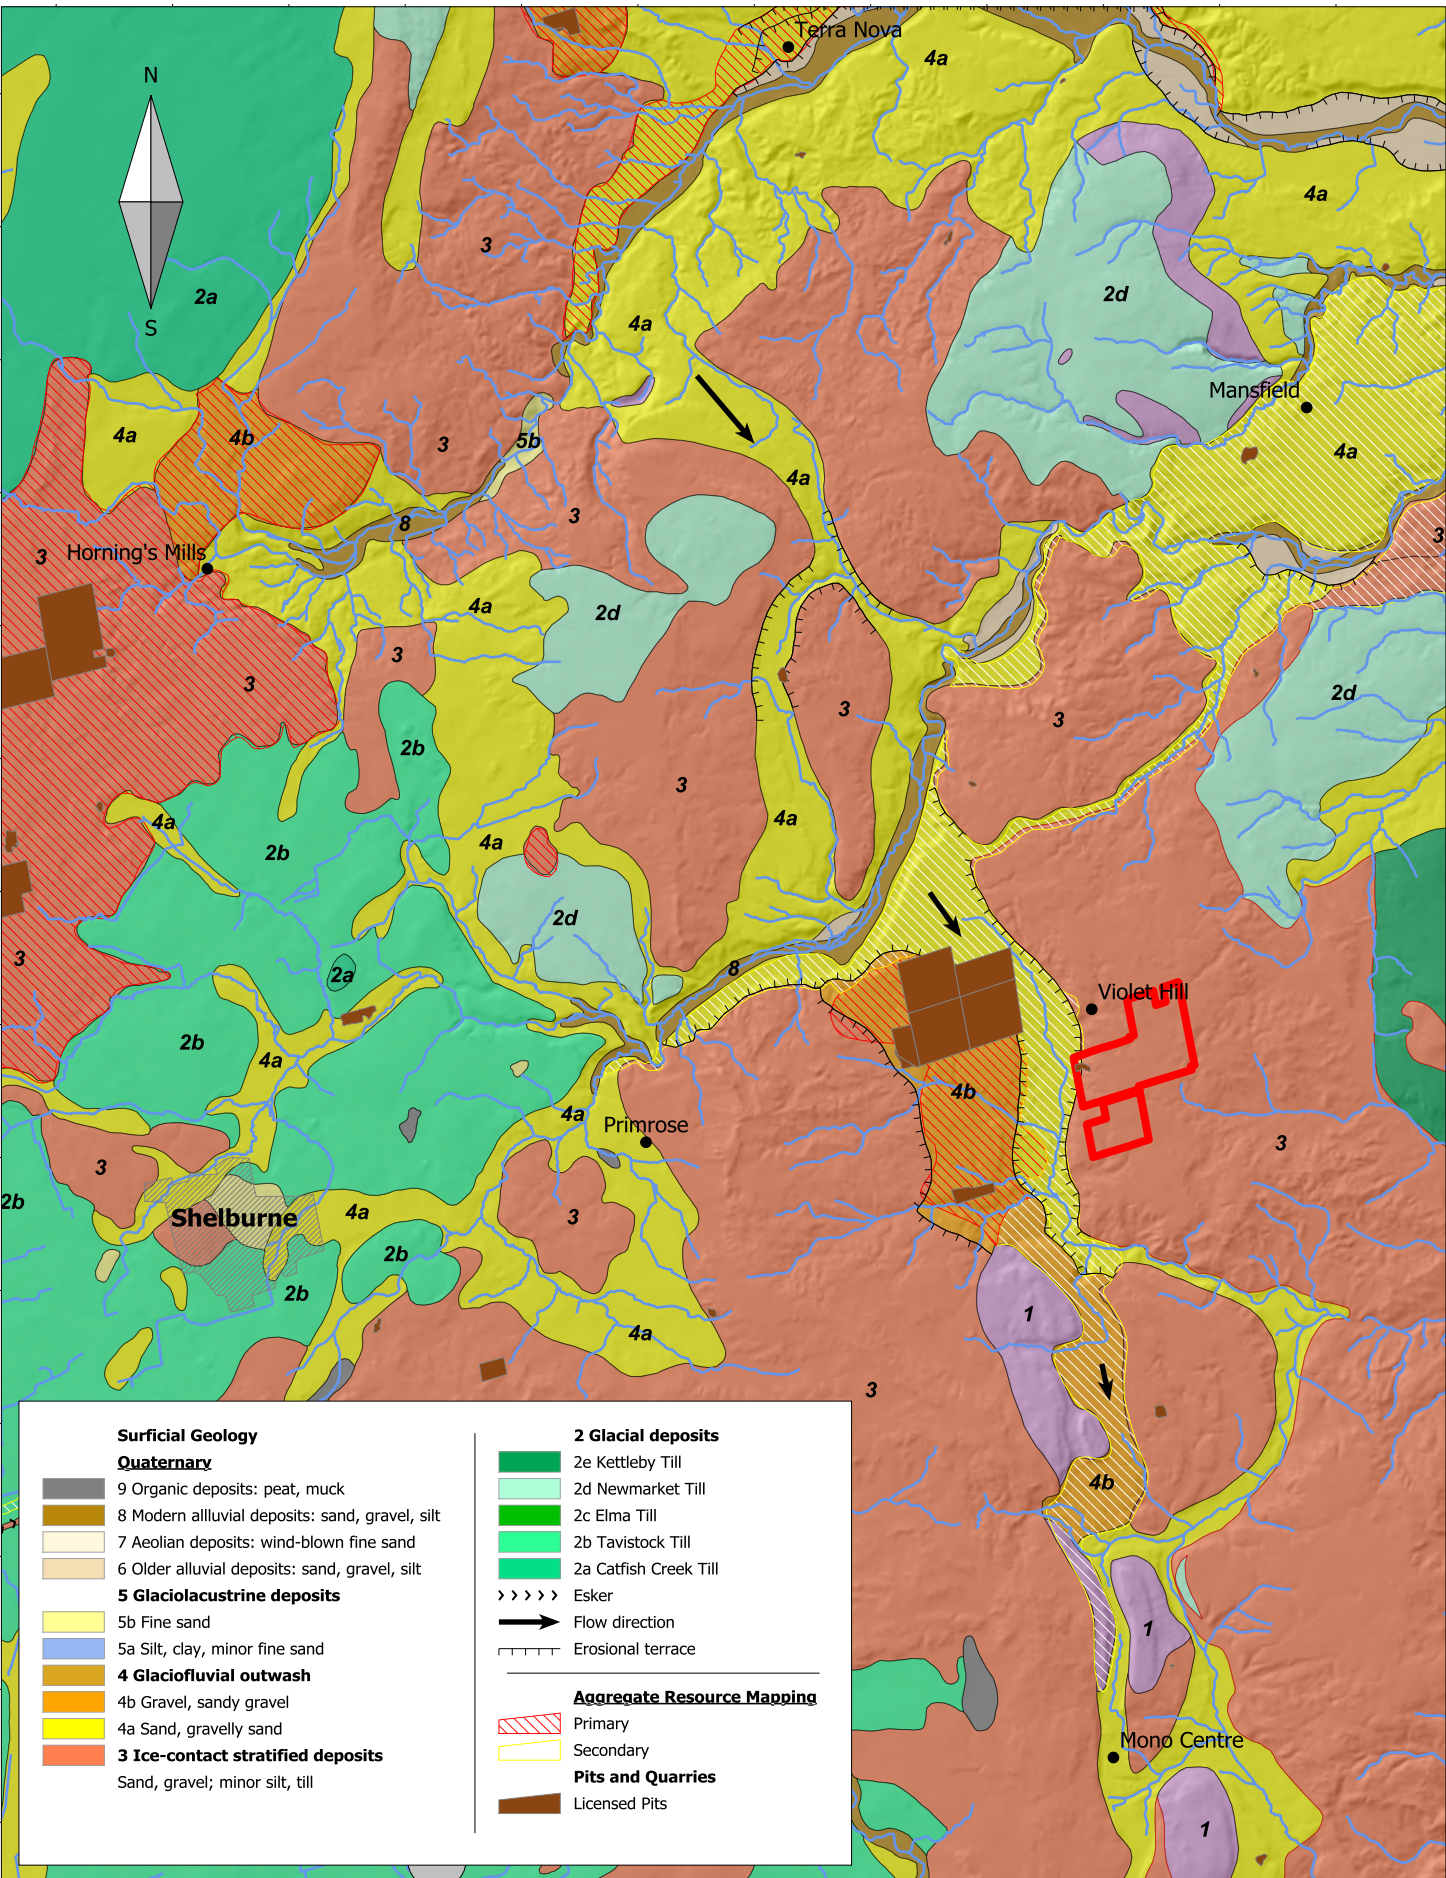 Terra Nova
4a
N
4a
3
2a
2d
4a
S
Mansfield
4a
4b
5b
3
4a
4a
8
3
3
Horning's Mills
3
4a
2d
3
3
2d
3
3
2b
3
4a
4a
4a
2b
2d
3
8
2a
Violet Hill
2b
4a
4b
4a
Primrose
3
3
2b
Shelburne
4a
3
2b
2b
1
4a
3
4b
1
Mono Centre
1
Surficial Geology
Quaternary
9 Organic deposits: peat, muck
8 Modern allluvial deposits: sand, gravel, silt
7 Aeolian deposits: wind-blown fine sand
6 Older alluvial deposits: sand, gravel, silt
5 Glaciolacustrine deposits
5b Fine sand
5a Silt, clay, minor fine sand
4 Glaciofluvial outwash
4b Gravel, sandy gravel
4a Sand, gravelly sand
3 Ice-contact stratified deposits
Sand, gravel; minor silt, till
2 Glacial deposits
2e Kettleby Till
2d Newmarket Till
2c Elma Till
2b Tavistock Till
2a Catfish Creek Till
Esker
Flow direction
Erosional terrace
Aggregate Resource Mapping
Primary
Secondary
Pits and Quarries
Licensed Pits